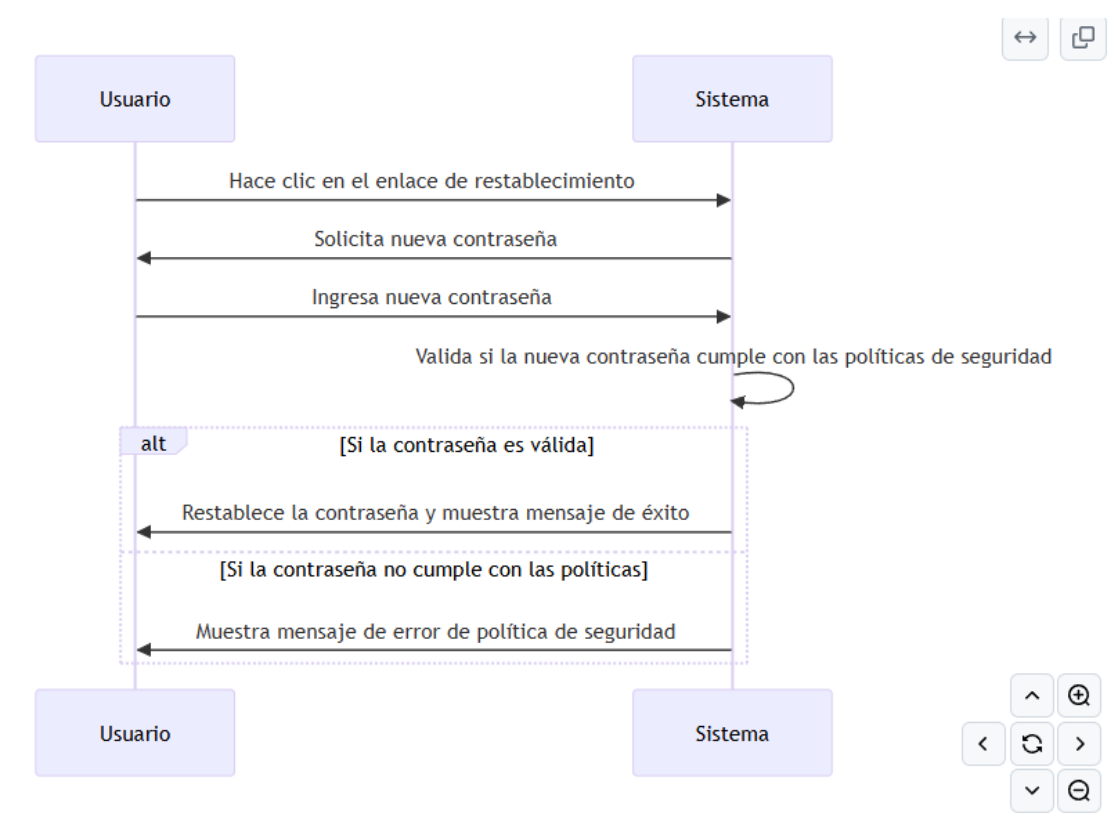 Usuario
Sistema
Hace clic en el enlace de restablecimiento
Solicita nueva contraseña
Ingresa nueva contraseña
Valida si la nueva contraseña cumple con las políticas de seguridad
alt
[Si la contraseña es válida]
Restablece la contraseña y muestra mensaje de éxito
[Si la contraseña no cumple con las políticas]
Muestra mensaje de error de política de seguridad
Usuario
Sistema